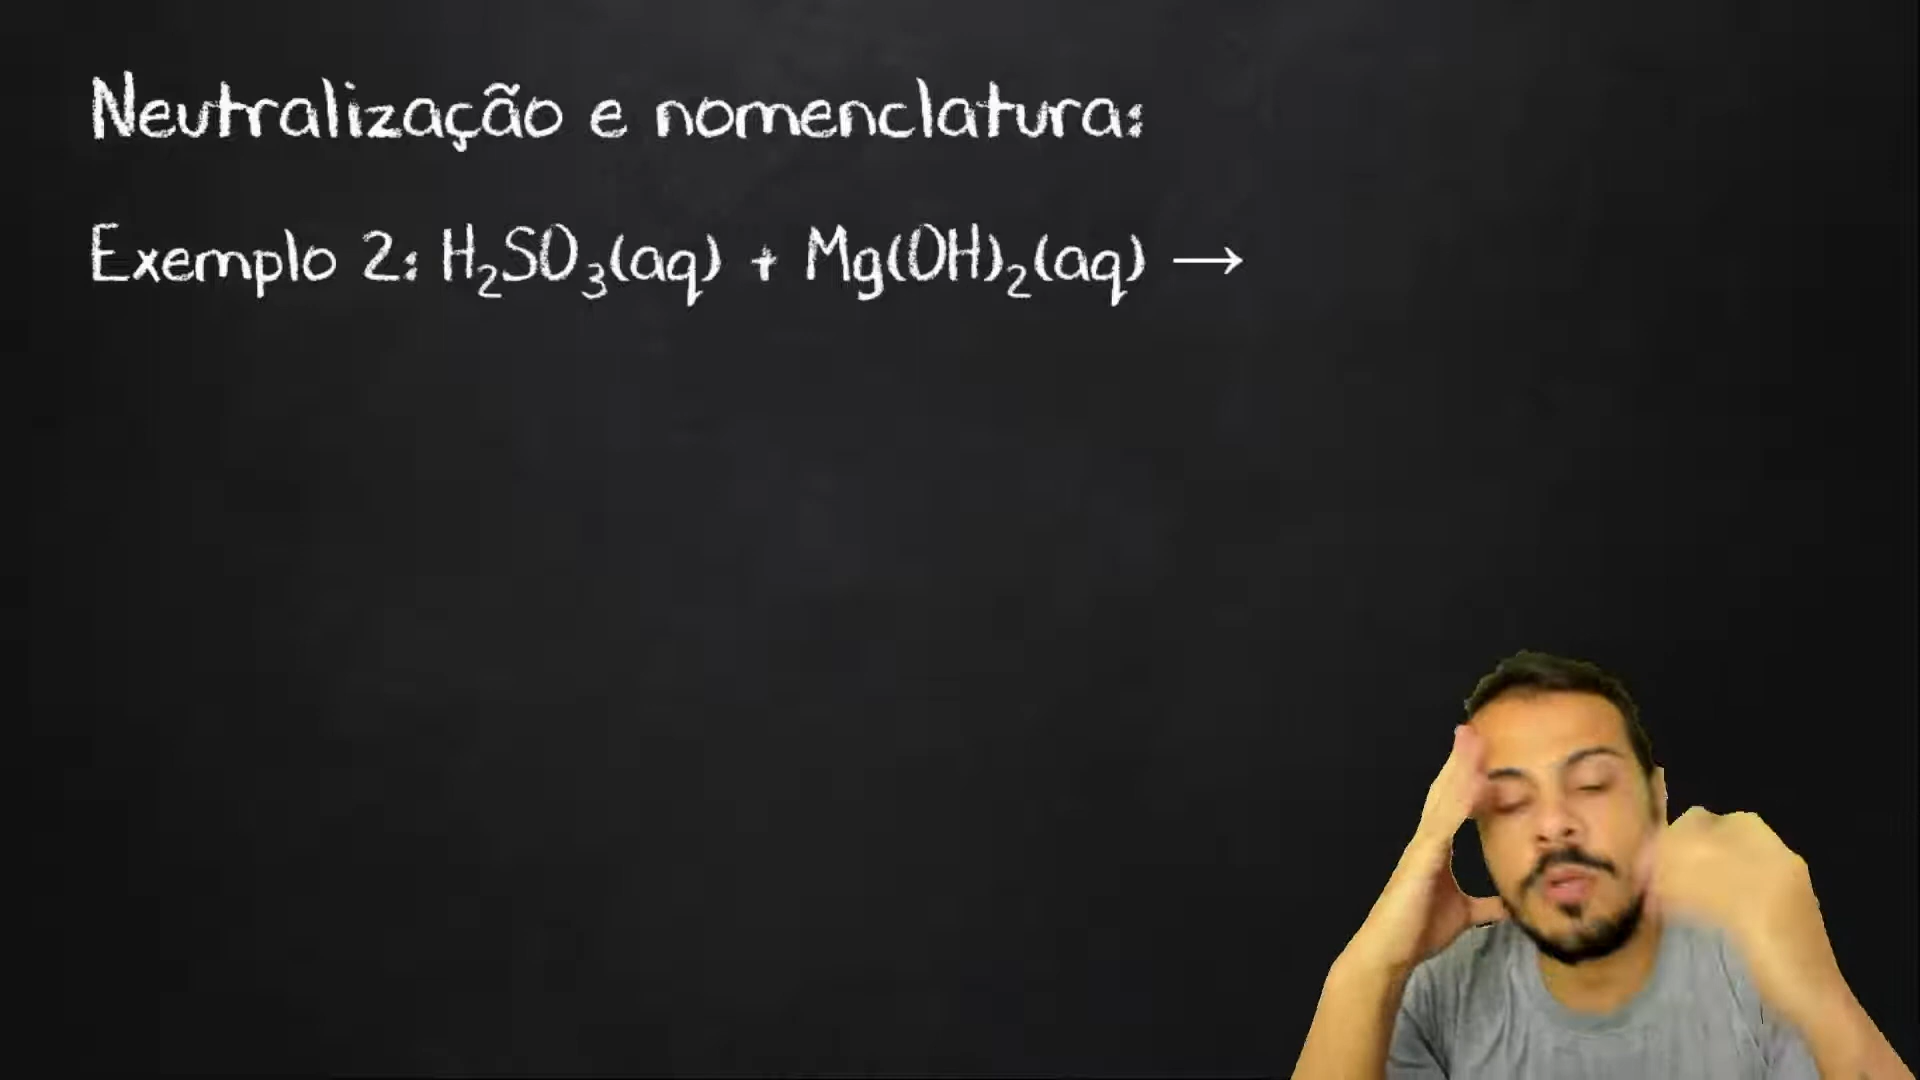 Neutralização e nomenclatura:
Exemplo 2: H₂SO₃(aq) + Mg(OH)₂(aq) →